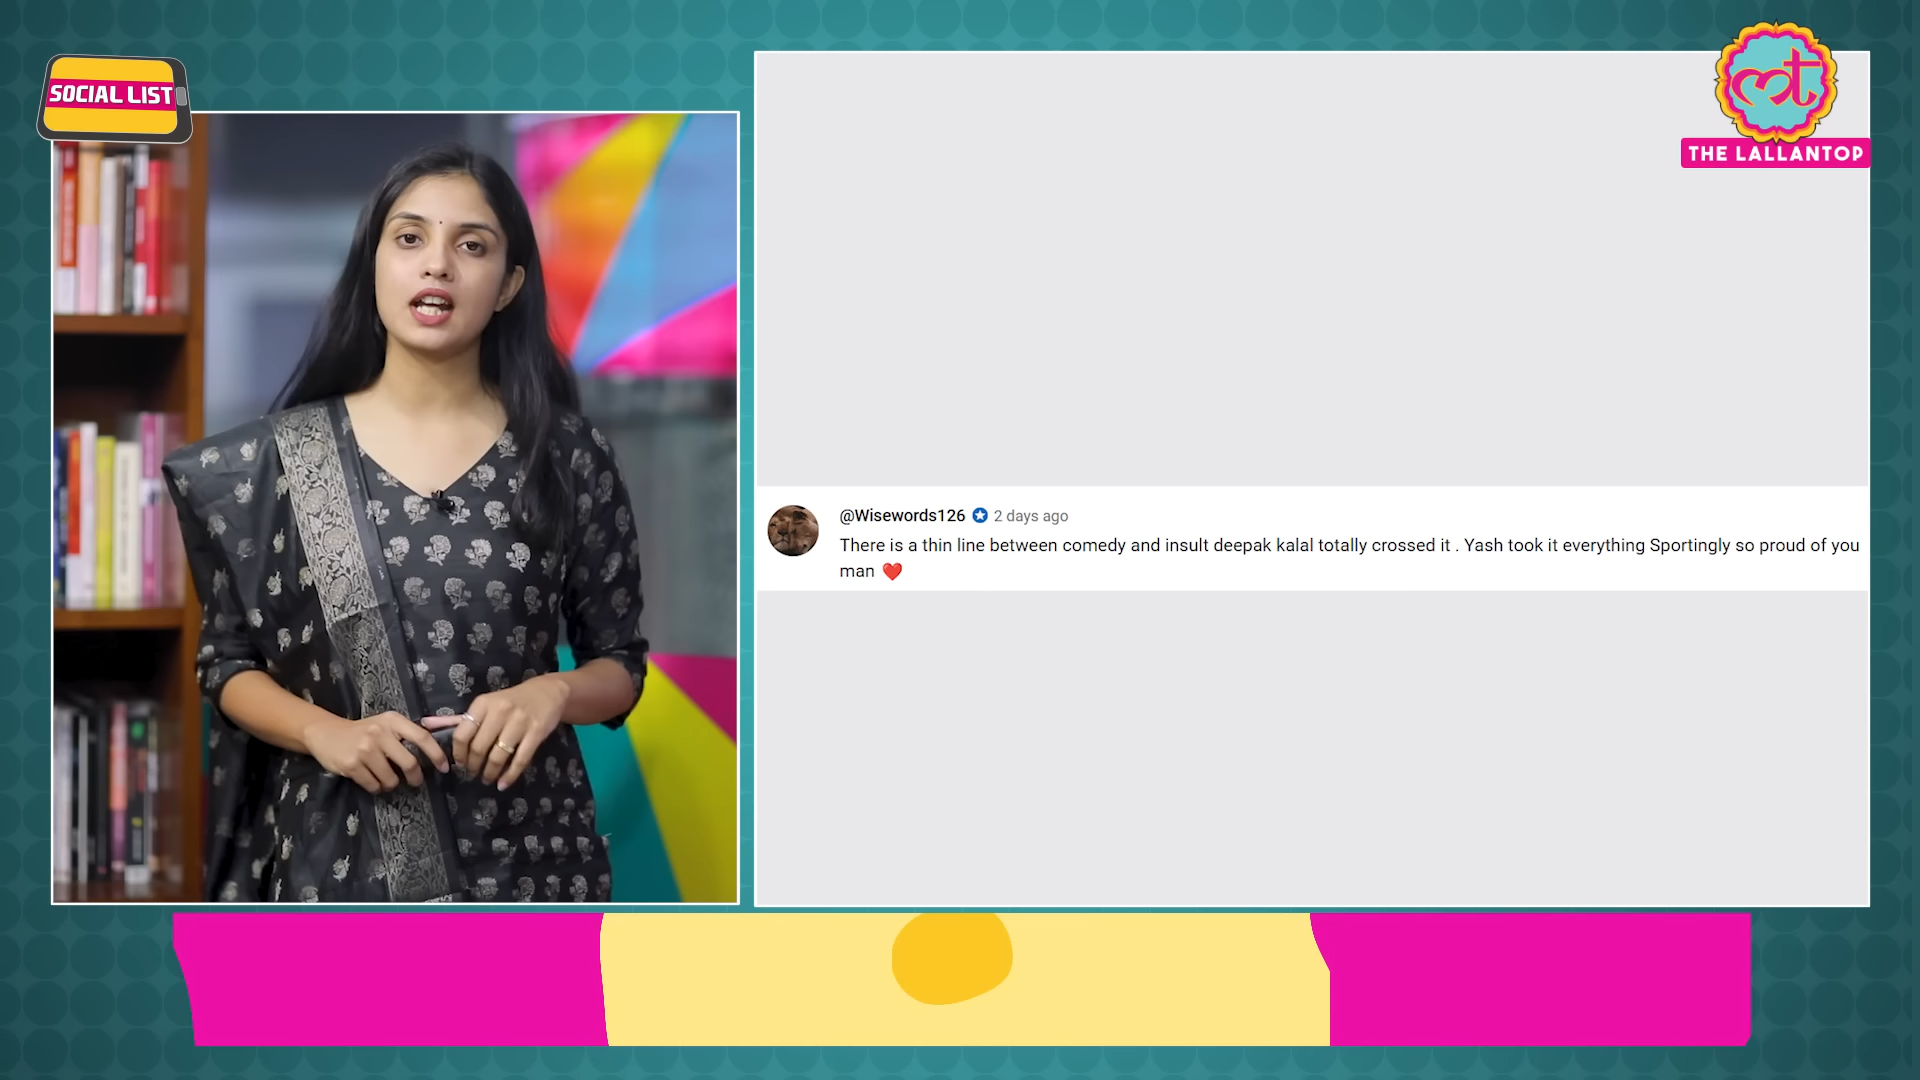 SOCIAL LIST
THE LALLANTOP
@Wisewords126 2 days ago
There is a thin line between comedy and insult deepak kalal totally crossed it . Yash took it everything Sportingly so proud of you
man ❤️